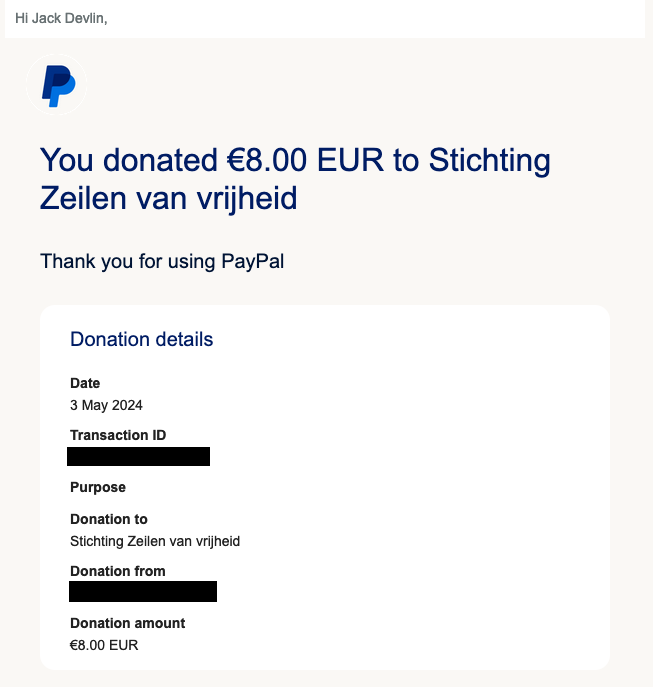 Hi Jack Devlin,
You donated €8.00 EUR to Stichting
Zeilen van vrijheid
Thank you for using PayPal
Donation details
Date
3 May 2024
Transaction ID
Purpose
Donation to
Stichting Zeilen van vrijheid
Donation from
Donation amount
€8.00 EUR